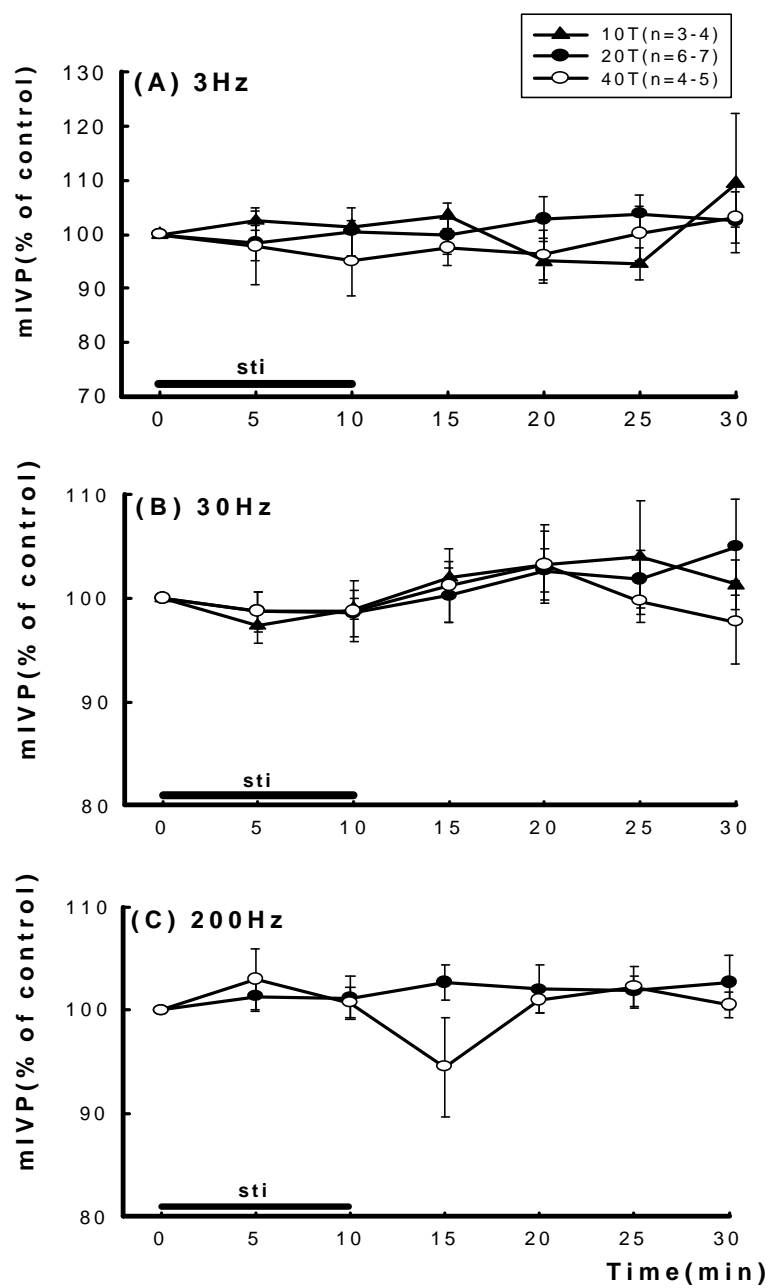 10T(n=3-4)
20T(n=6-7)
40T(n=4-5)
(A) 3Hz
130
120
110
100
90
80
70
mIVP(% of control)
sti
0 5 10 15 20 25 30
(B) 30Hz
110
100
90
80
mIVP(% of control)
sti
0 5 10 15 20 25 30
(C) 200Hz
110
100
90
80
mIVP(% of control)
sti
0 5 10 15 20 25 30
Time(min)